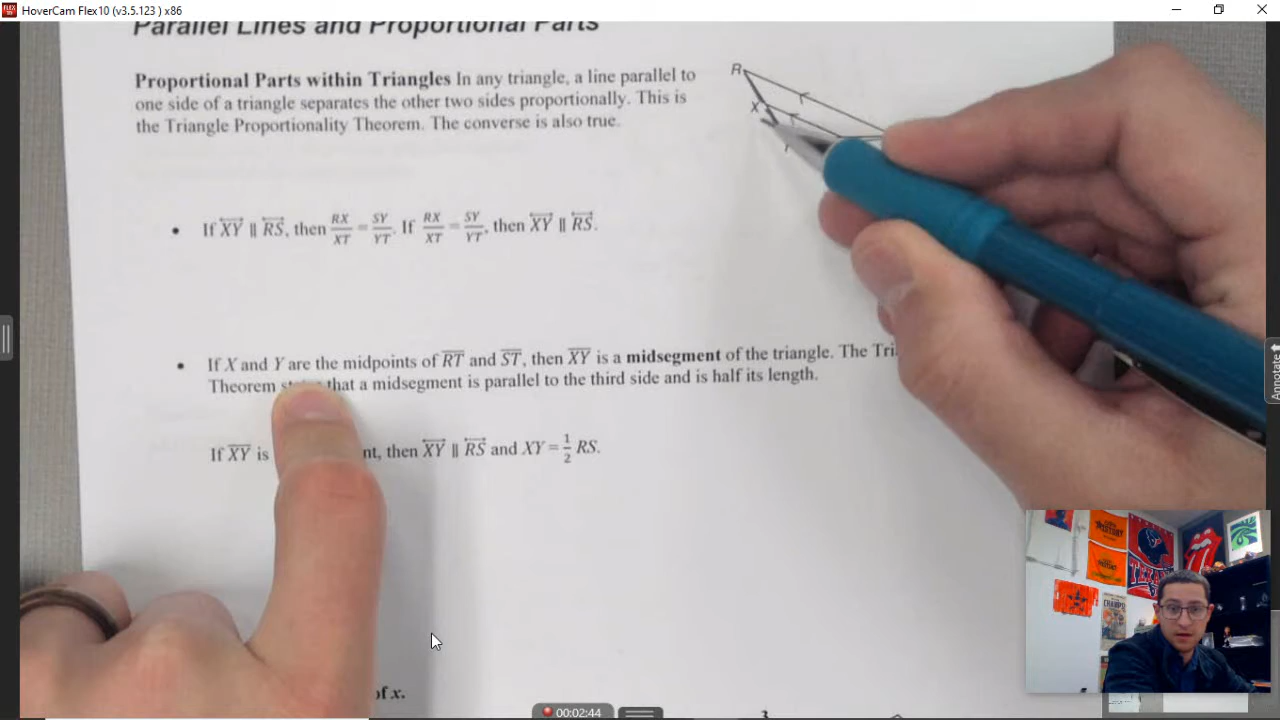 HoverCam Flex10 (v3.5.123) x86
Parallel Lines and Proportional Parts
Proportional Parts within Triangles In any triangle, a line parallel to
one side of a triangle separates the other two sides proportionally. This is
the Triangle Proportionality Theorem. The converse is also true.
R
X
• If XY ∥ RS, then RX/XT = SY/YT. If RX/XT = SY/YT, then XY ∥ RS.
• If X and Y are the midpoints of RT and ST, then XY is a midsegment of the triangle. The
Theorem that a midsegment is parallel to the third side and is half its length.
If XY is then XY ∥ RS and XY = 1/2 RS.
of x.
00:02:44
Annotate
TEXANS